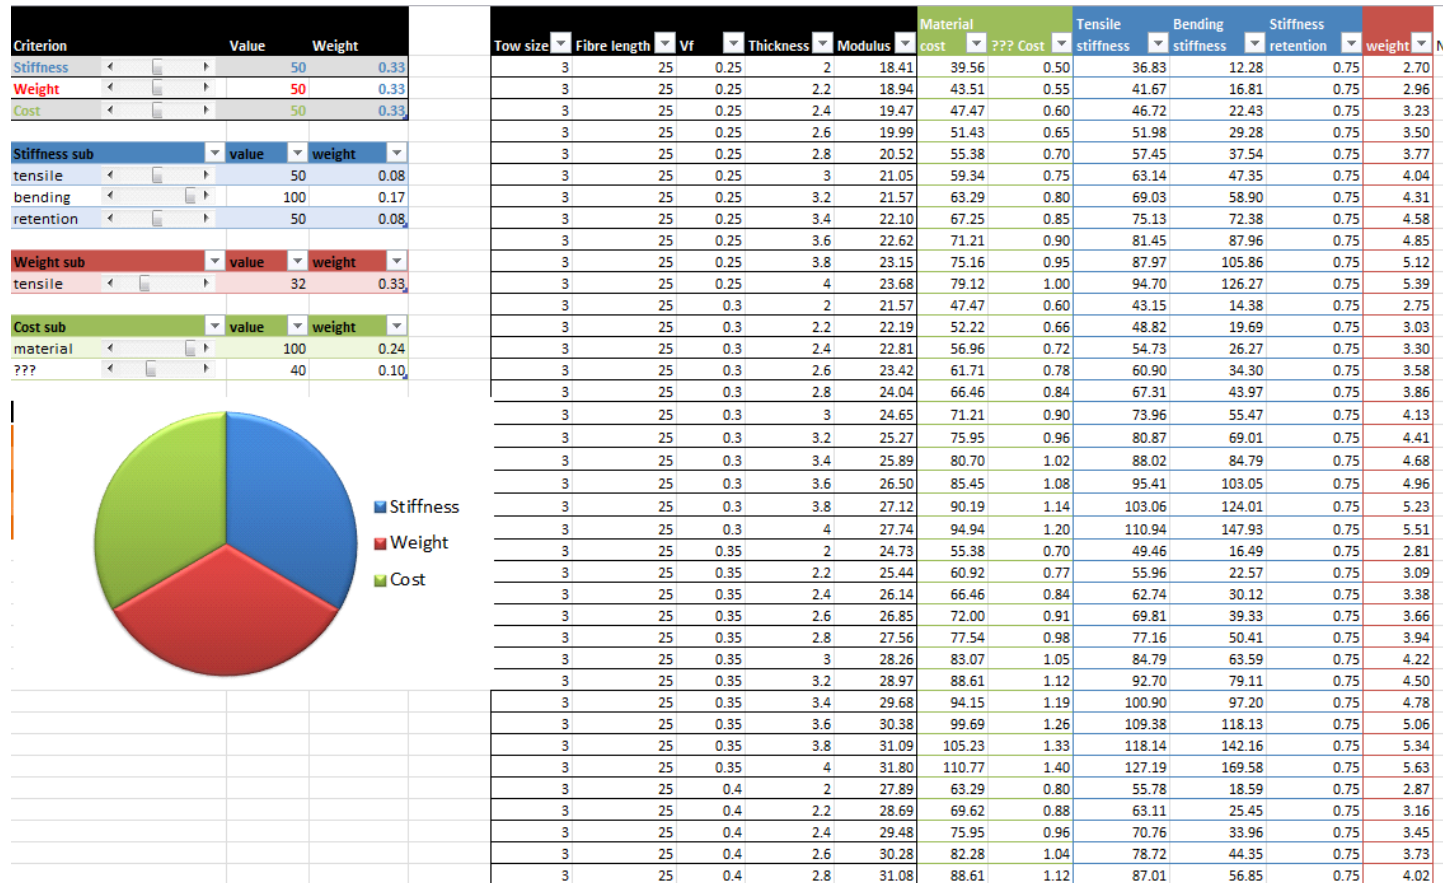 Criterion Value Weight
Stiffness 50 0.33
Weight 50 0.33
Cost 50 0.33
Stiffness sub value weight
tensile 50 0.08
bending 100 0.17
retention 50 0.08
Weight sub value weight
tensile 32 0.33
Cost sub value weight
material 100 0.24
??? 40 0.10
Stiffness
Weight
Cost
Material Tensile Bending Stiffness
Tow size Fibre length Vf Thickness Modulus cost ??? Cost stiffness stiffness retention weight
3 25 0.25 2 18.41 39.56 0.50 36.83 12.28 0.75 2.70
3 25 0.25 2.2 18.94 43.51 0.55 41.67 16.81 0.75 2.96
3 25 0.25 2.4 19.47 47.47 0.60 46.72 22.43 0.75 3.23
3 25 0.25 2.6 19.99 51.43 0.65 51.98 29.28 0.75 3.50
3 25 0.25 2.8 20.52 55.38 0.70 57.45 37.54 0.75 3.77
3 25 0.25 3 21.05 59.34 0.75 63.14 47.35 0.75 4.04
3 25 0.25 3.2 21.57 63.29 0.80 69.03 58.90 0.75 4.31
3 25 0.25 3.4 22.10 67.25 0.85 75.13 72.38 0.75 4.58
3 25 0.25 3.6 22.62 71.21 0.90 81.45 87.96 0.75 4.85
3 25 0.25 3.8 23.15 75.16 0.95 87.97 105.86 0.75 5.12
3 25 0.25 4 23.68 79.12 1.00 94.70 126.27 0.75 5.39
3 25 0.3 2 21.57 47.47 0.60 43.15 14.38 0.75 2.75
3 25 0.3 2.2 22.19 52.22 0.66 48.82 19.69 0.75 3.03
3 25 0.3 2.4 22.81 56.96 0.72 54.73 26.27 0.75 3.30
3 25 0.3 2.6 23.42 61.71 0.78 60.90 34.30 0.75 3.58
3 25 0.3 2.8 24.04 66.46 0.84 67.31 43.97 0.75 3.86
3 25 0.3 3 24.65 71.21 0.90 73.96 55.47 0.75 4.13
3 25 0.3 3.2 25.27 75.95 0.96 80.87 69.01 0.75 4.41
3 25 0.3 3.4 25.89 80.70 1.02 88.02 84.79 0.75 4.68
3 25 0.3 3.6 26.50 85.45 1.08 95.41 103.05 0.75 4.96
3 25 0.3 3.8 27.12 90.19 1.14 103.06 124.01 0.75 5.23
3 25 0.3 4 27.74 94.94 1.20 110.94 147.93 0.75 5.51
3 25 0.35 2 24.73 55.38 0.70 49.46 16.49 0.75 2.81
3 25 0.35 2.2 25.44 60.92 0.77 55.96 22.57 0.75 3.09
3 25 0.35 2.4 26.14 66.46 0.84 62.74 30.12 0.75 3.38
3 25 0.35 2.6 26.85 72.00 0.91 69.81 39.33 0.75 3.66
3 25 0.35 2.8 27.56 77.54 0.98 77.16 50.41 0.75 3.94
3 25 0.35 3 28.26 83.07 1.05 84.79 63.59 0.75 4.22
3 25 0.35 3.2 28.97 88.61 1.12 92.70 79.11 0.75 4.50
3 25 0.35 3.4 29.68 94.15 1.19 100.90 97.20 0.75 4.78
3 25 0.35 3.6 30.38 99.69 1.26 109.38 118.13 0.75 5.06
3 25 0.35 3.8 31.09 105.23 1.33 118.14 142.16 0.75 5.34
3 25 0.35 4 31.80 110.77 1.40 127.19 169.58 0.75 5.63
3 25 0.4 2 27.89 63.29 0.80 55.78 18.59 0.75 2.87
3 25 0.4 2.2 28.69 69.62 0.88 63.11 25.45 0.75 3.16
3 25 0.4 2.4 29.48 75.95 0.96 70.76 33.96 0.75 3.45
3 25 0.4 2.6 30.28 82.28 1.04 78.72 44.35 0.75 3.73
3 25 0.4 2.8 31.08 88.61 1.12 87.01 56.85 0.75 4.02